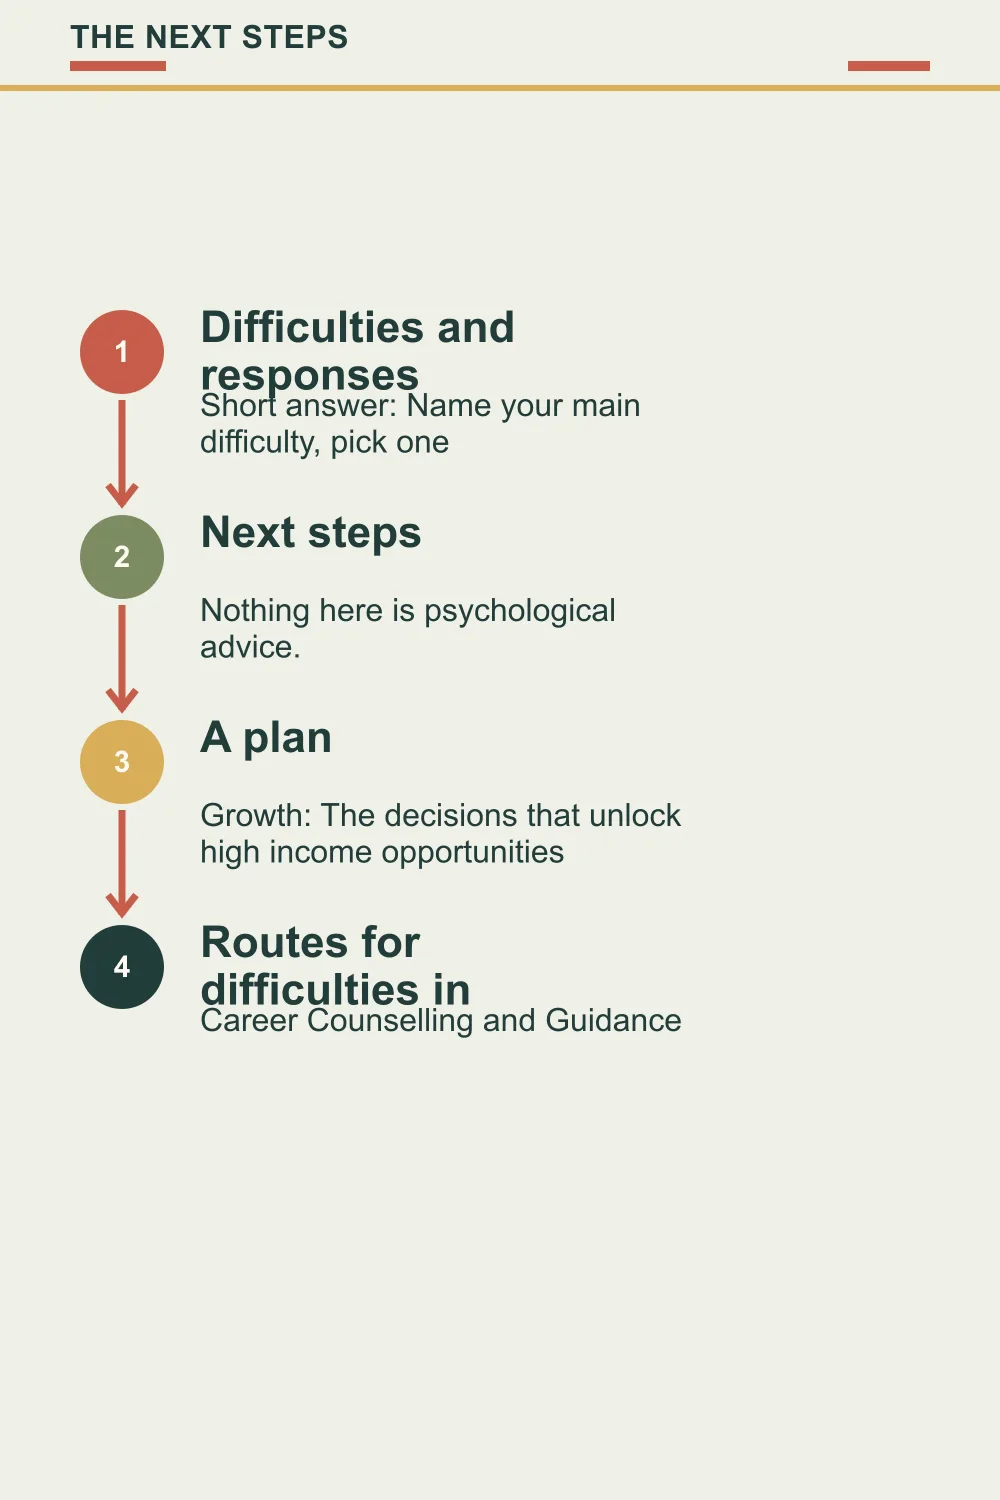 THE NEXT STEPS
1
Difficulties and
responses
Short answer: Name your main
difficulty, pick one
2
Next steps
Nothing here is psychological
advice.
3
A plan
Growth: The decisions that unlock
high income opportunities
4
Routes for
difficulties in
Career Counselling and Guidance